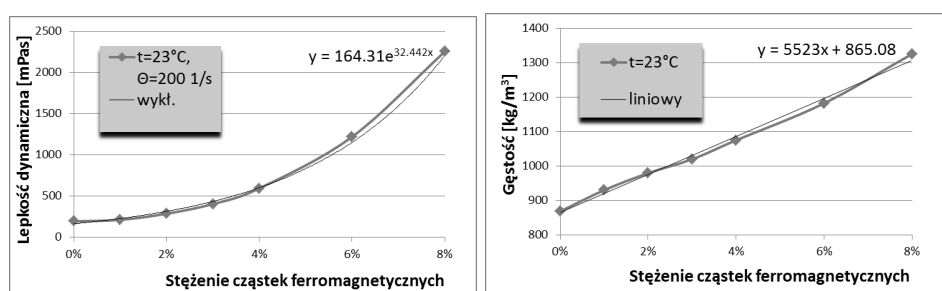 Lepkość dynamiczna [mPas]
2500
2000
1500
1000
500
0
t=23°C,
Θ=200 1/s
wykł.
y = 164.31e^32.442x
0% 2% 4% 6% 8%
Stężenie cząstek ferromagnetycznych
Gęstość [kg/m³]
1400
1300
1200
1100
1000
900
800
t=23°C
liniowy
y = 5523x + 865.08
0% 2% 4% 6% 8%
Stężenie cząstek ferromagnetycznych